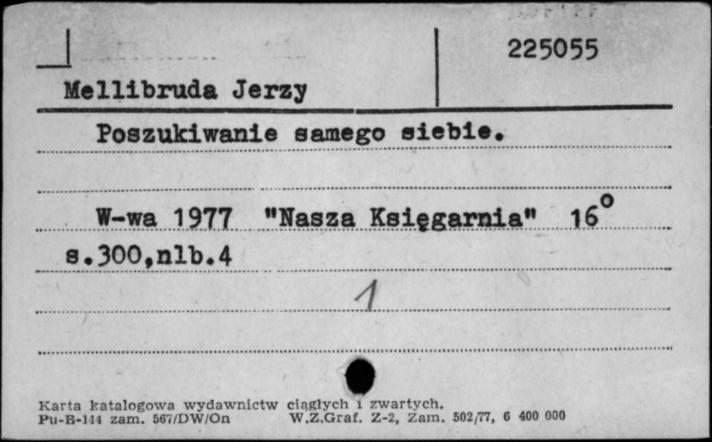 225055
Mellibruda Jerzy
Poszukiwanie samego siebie.
W-wa 1977 "Nasza Księgarnia" 16°
s.300,nlb.4
1
Karta katalogowa wydawnictw ciągłych i zwartych.
Pu-B-144 zam. 567/DW/On W.Z.Graf. Z-2, Zam. 502/77, 6 400 000